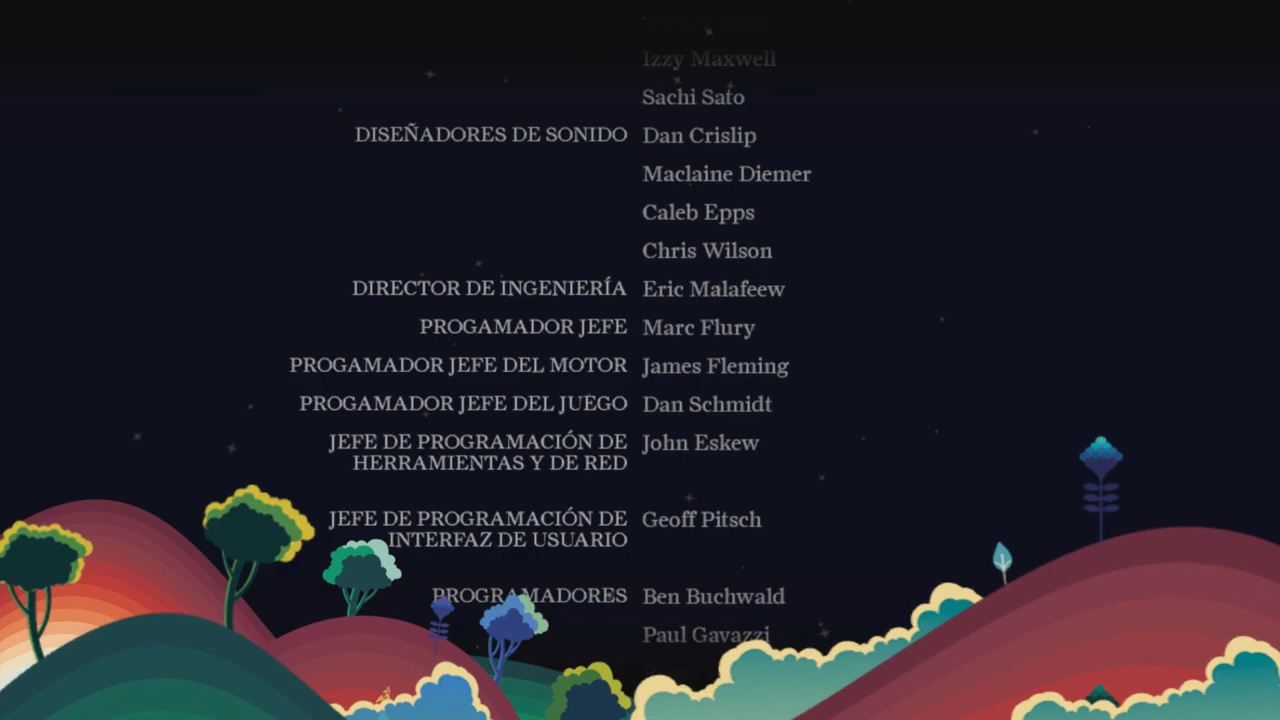 Izzy Maxwell
Sachi Sato
DISEÑADORES DE SONIDO Dan Crislip
Maclaine Diemer
Caleb Epps
Chris Wilson
DIRECTOR DE INGENIERÍA Eric Malafeew
PROGAMADOR JEFE Marc Flury
PROGAMADOR JEFE DEL MOTOR James Fleming
PROGAMADOR JEFE DEL JUEGO Dan Schmidt
JEFE DE PROGRAMACIÓN DE John Eskew
HERRAMIENTAS Y DE RED
JEFE DE PROGRAMACIÓN DE Geoff Pitsch
INTERFAZ DE USUARIO
PROGRAMADORES Ben Buchwald
Paul Gavazzi